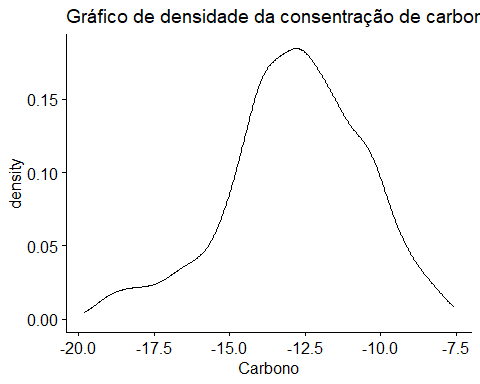 Gráfico de densidade da consentração de carbor
0.15
0.10
0.05
0.00
density
-20.0 -17.5 -15.0 -12.5 -10.0 -7.5
Carbono